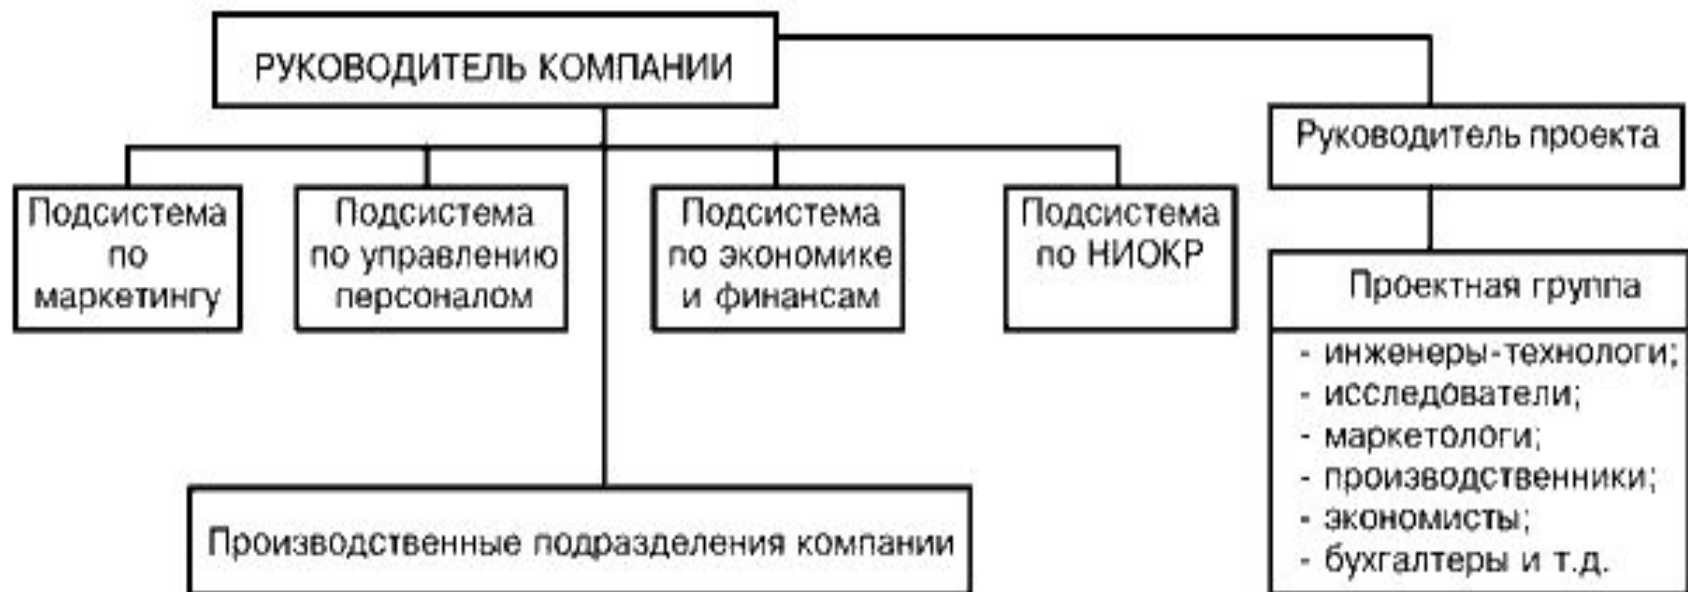 РУКОВОДИТЕЛЬ КОМПАНИИ
Руководитель проекта
Подсистема
по
маркетингу
Подсистема
по управлению
персоналом
Подсистема
по экономике
и финансам
Подсистема
по НИОКР
Проектная группа
- инженеры-технологи;
- исследователи;
- маркетологи;
- производственники;
- экономисты;
- бухгалтеры и т.д.
Производственные подразделения компании